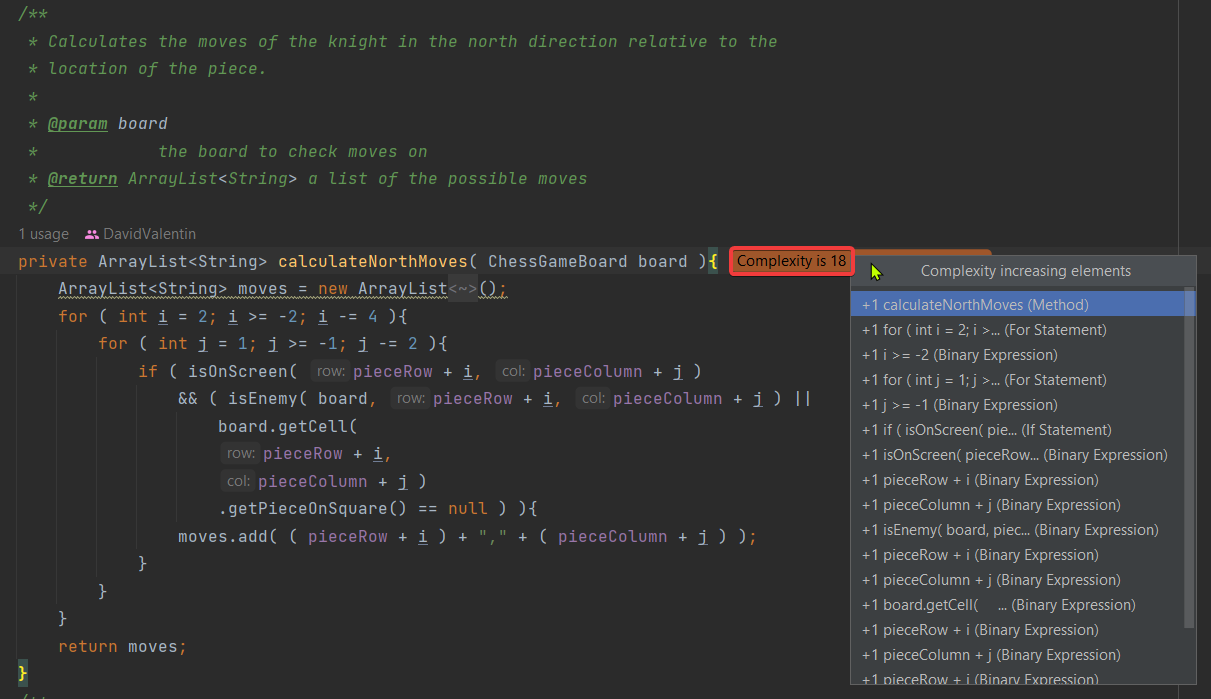 /**
* Calculates the moves of the knight in the north direction relative to the
* location of the piece.
*
* @param board
* the board to check moves on
* @return ArrayList<String> a list of the possible moves
*/
1 usage DavidValentin
private ArrayList<String> calculateNorthMoves( ChessGameBoard board ){ Complexity is 18
ArrayList<String> moves = new ArrayList<~>();
for ( int i = 2; i >= -2; i -= 4 ){
for ( int j = 1; j >= -1; j -= 2 ){
if ( isOnScreen( row: pieceRow + i, col: pieceColumn + j )
&& ( isEnemy( board, row: pieceRow + i, col: pieceColumn + j ) ||
board.getCell(
row: pieceRow + i,
col: pieceColumn + j )
.getPieceOnSquare() == null ) ){
moves.add( ( pieceRow + i ) + "," + ( pieceColumn + j ) );
}
}
}
return moves;
}
/**
Complexity increasing elements
+1 calculateNorthMoves (Method)
+1 for ( int i = 2; i >... (For Statement)
+1 i >= -2 (Binary Expression)
+1 for ( int j = 1; j >... (For Statement)
+1 j >= -1 (Binary Expression)
+1 if ( isOnScreen( pie... (If Statement)
+1 isOnScreen( pieceRow... (Binary Expression)
+1 pieceRow + i (Binary Expression)
+1 pieceColumn + j (Binary Expression)
+1 isEnemy( board, piec... (Binary Expression)
+1 pieceRow + i (Binary Expression)
+1 pieceColumn + j (Binary Expression)
+1 board.getCell( ... (Binary Expression)
+1 pieceRow + i (Binary Expression)
+1 pieceColumn + j (Binary Expression)
+1 pieceRow + i (Binary Expression)